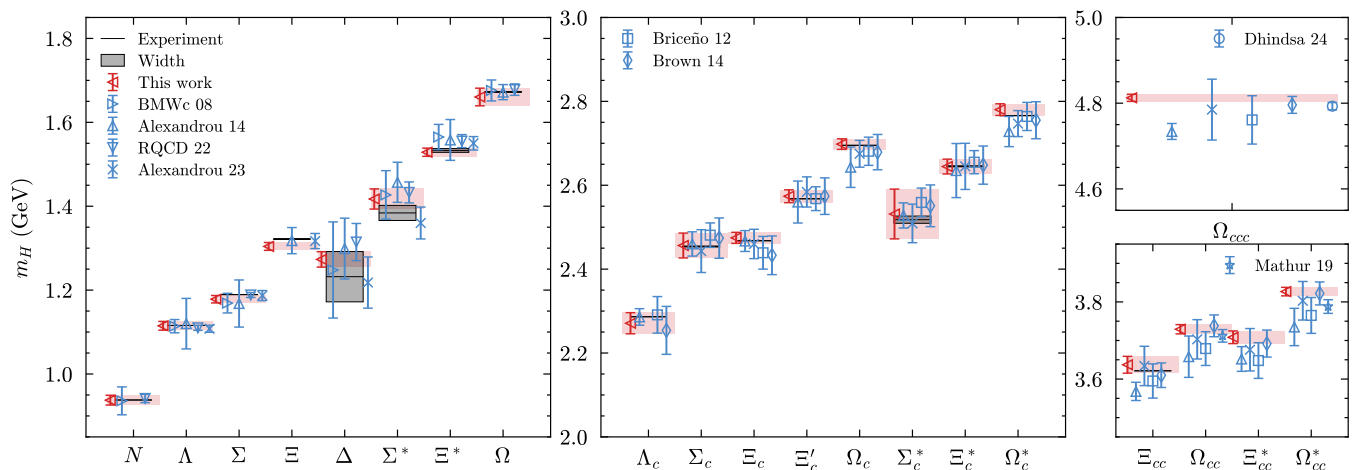 m_H (GeV)
1.8
1.6
1.4
1.2
1.0
Experiment
Width
This work
BMWc 08
Alexandrou 14
RQCD 22
Alexandrou 23
N Λ Σ Ξ Δ Σ* Ξ* Ω
3.0
2.8
2.6
2.4
2.2
2.0
Briceño 12
Brown 14
Λ_c Σ_c Ξ_c Ξ′_c Ω_c Σ*_c Ξ*_c Ω*_c
5.0
4.8
4.6
Dhindsa 24
Ω_ccc
3.8
3.6
Mathur 19
Ξ_cc Ω_cc Ξ*_cc Ω*_cc